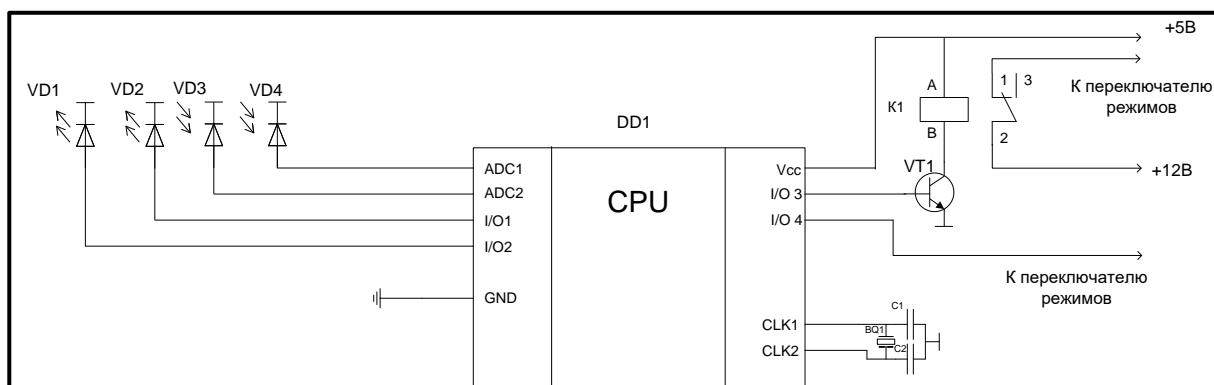 +5В
VD1
VD2
VD3
VD4
К1
А
В
1
3
2
К переключателю
режимов
DD1
+12В
VT1
CPU
ADC1
ADC2
I/O1
I/O2
GND
Vcc
I/O 3
I/O 4
К переключателю
режимов
CLK1
CLK2
BQ1
C1
C2